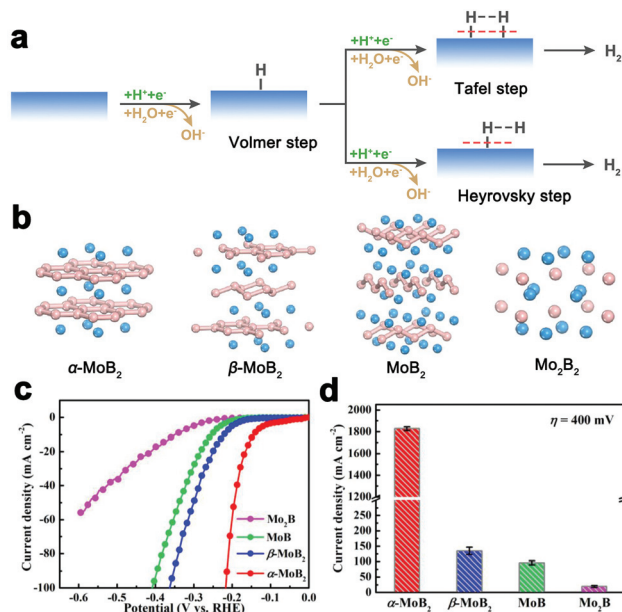 a
H
+H⁺+e⁻
+H₂O+e⁻
OH⁻
Volmer step
+H⁺+e⁻
+H₂O+e⁻
OH⁻
H--H
Tafel step
H₂
+H⁺+e⁻
+H₂O+e⁻
OH⁻
H--H
Heyrovsky step
H₂
b
α-MoB₂
β-MoB₂
MoB₂
Mo₂B₂
c
Current density (mA cm⁻²)
0
-20
-40
-60
-80
-100
Mo₂B
MoB
β-MoB₂
α-MoB₂
-0.6 -0.5 -0.4 -0.3 -0.2 -0.1 0.0
Potential (V vs. RHE)
d
Current density (mA cm⁻²)
η = 400 mV
2000
1800
1600
1400
1200
200
150
100
50
0
α-MoB₂ β-MoB₂ MoB Mo₂B